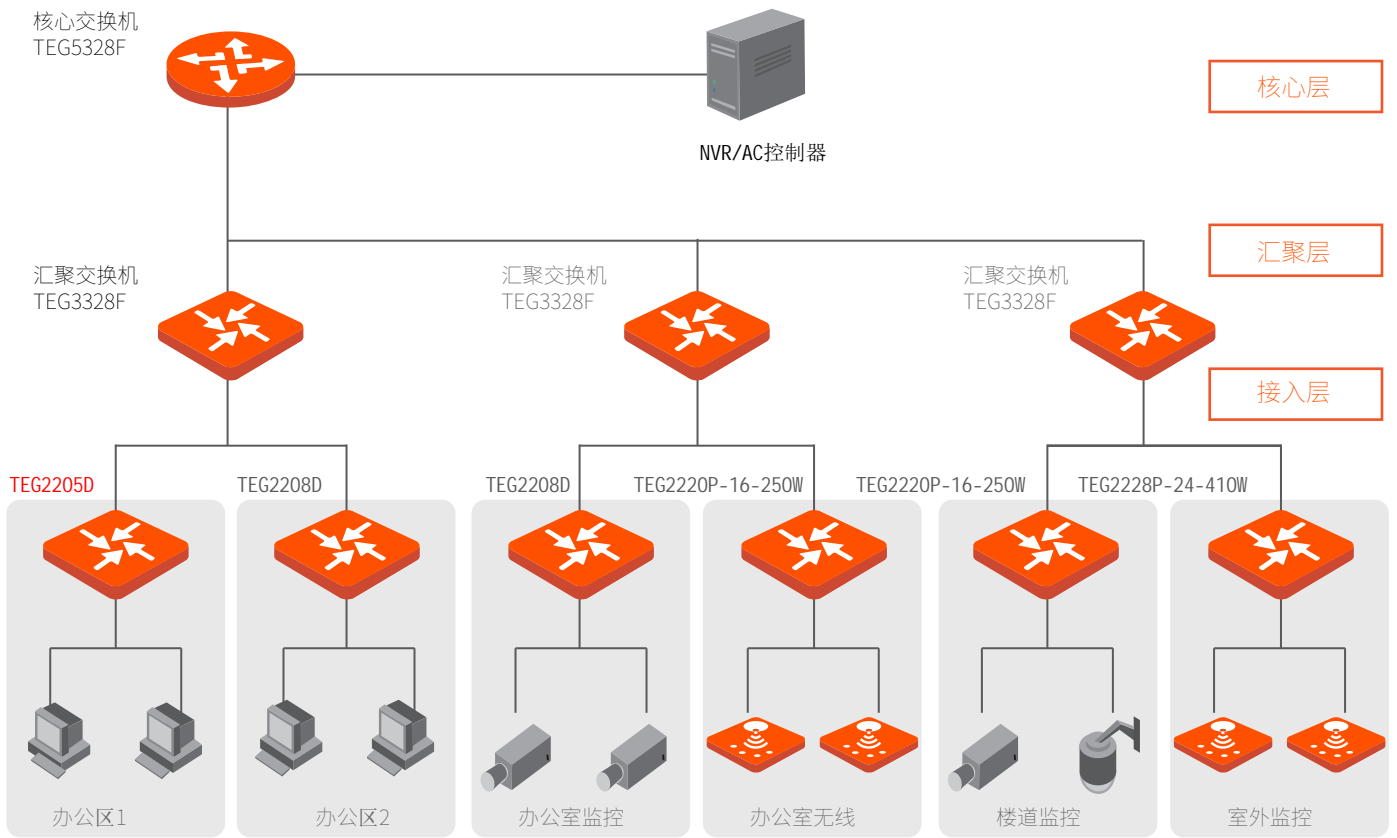 核心交换机
TEG5328F
NVR/AC控制器
核心层
汇聚层
汇聚交换机
TEG3328F
汇聚交换机
TEG3328F
汇聚交换机
TEG3328F
接入层
TEG2205D
TEG2208D
TEG2208D
TEG2220P-16-250W
TEG2220P-16-250W
TEG2228P-24-410W
办公区1
办公区2
办公室监控
办公室无线
楼道监控
室外监控